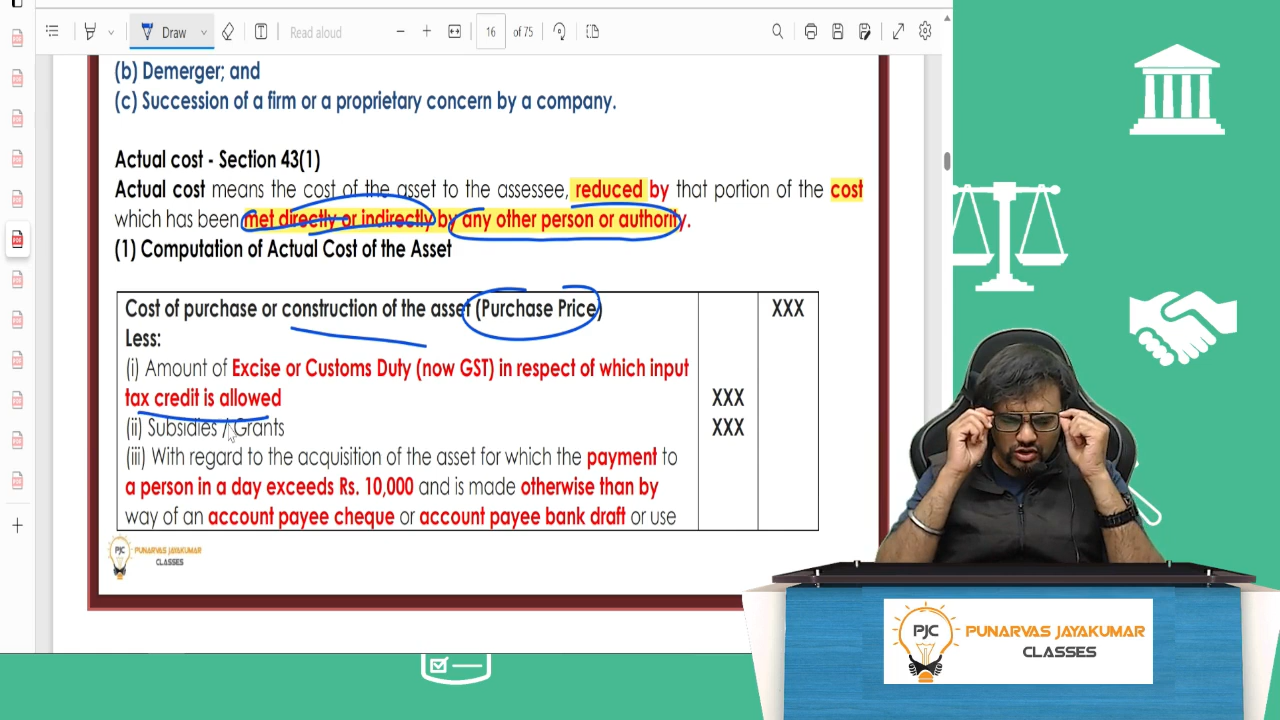 Draw
Read aloud
16
of 75
(b) Demerger; and
(c) Succession of a firm or a proprietary concern by a company.
Actual cost - Section 43(1)
Actual cost means the cost of the asset to the assessee, reduced by that portion of the cost
which has been met directly or indirectly by any other person or authority.
(1) Computation of Actual Cost of the Asset
Cost of purchase or construction of the asset (Purchase Price) XXX
Less:
(i) Amount of Excise or Customs Duty (now GST) in respect of which input
tax credit is allowed XXX
(ii) Subsidies / Grants XXX
(iii) With regard to the acquisition of the asset for which the payment to
a person in a day exceeds Rs. 10,000 and is made otherwise than by
way of an account payee cheque or account payee bank draft or use
PJC PUNARVAS JAYAKUMAR
CLASSES
PJC PUNARVAS JAYAKUMAR
CLASSES